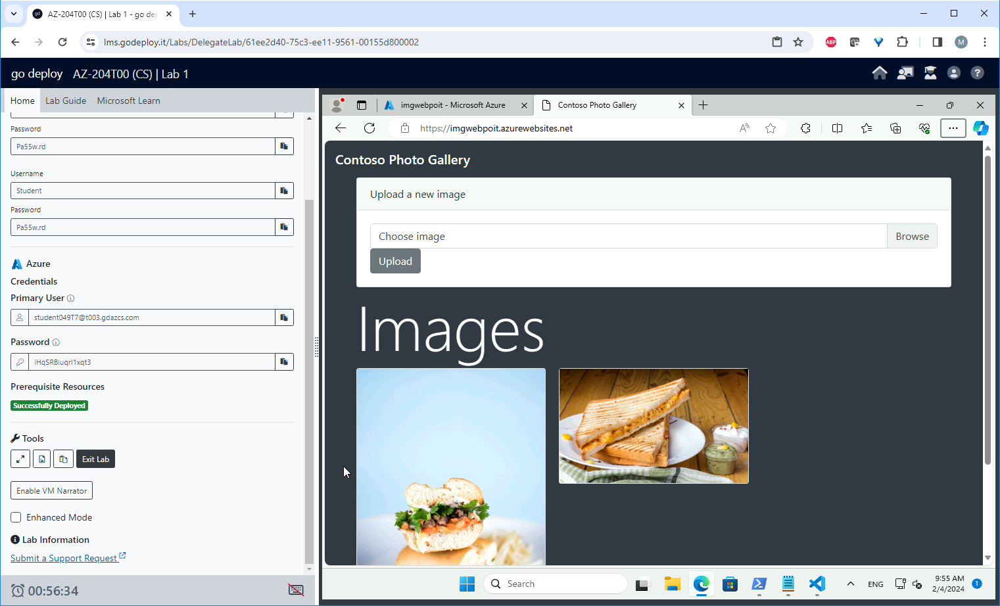 AZ-204T00 (CS) | Lab 1 - go dep
lms.godeploy.it/Labs/DelegateLab/61ee2d40-75c3-ee11-9561-00155d800002
ABP
M
go deploy AZ-204T00 (CS) | Lab 1
Home Lab Guide Microsoft Learn
Password
Pa55w.rd
Username
Student
Password
Pa55w.rd
Azure
Credentials
Primary User
student049T7@t003.gdazcs.com
Password
Prerequisite Resources
Successfully Deployed
Tools
Exit Lab
Enable VM Narrator
Enhanced Mode
Lab Information
Submit a Support Request
00:56:34
imgwebpoit - Microsoft Azure
Contoso Photo Gallery
https://imgwebpoit.azurewebsites.net
Contoso Photo Gallery
Upload a new image
Choose image Browse
Upload
Images
Search
ENG
9:55 AM
2/4/2024
1